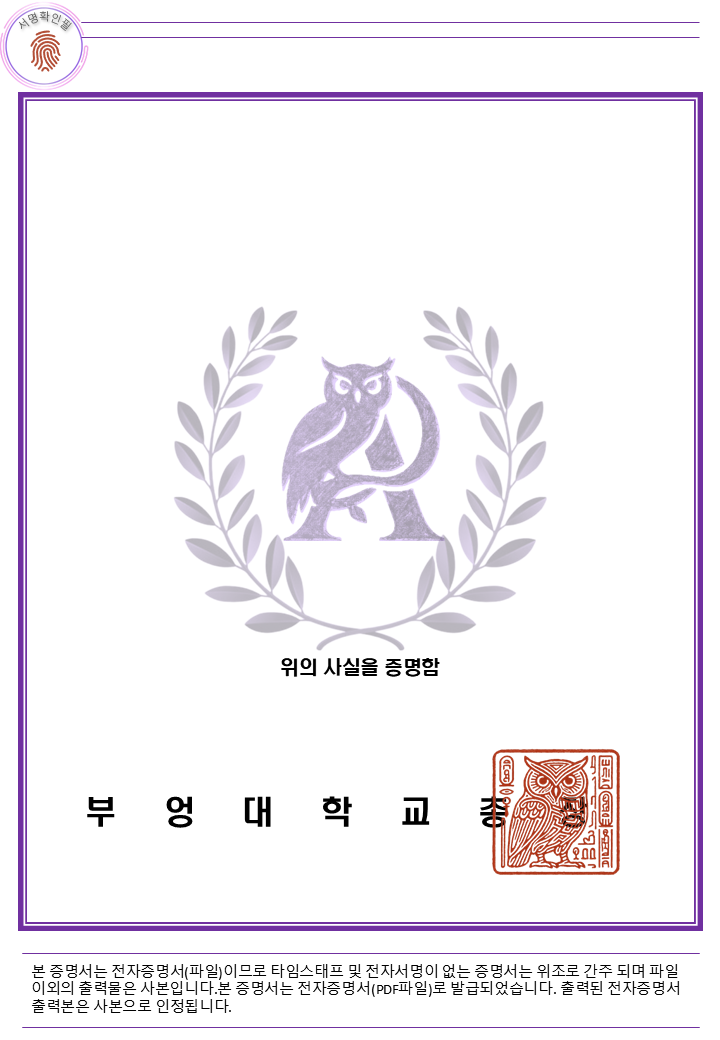 서명확인필
위의 사실을 증명함
부 엉 대 학 교 증
본 증명서는 전자증명서(파일)이므로 타임스태프 및 전자서명이 없는 증명서는 위조로 간주 되며 파일
이외의 출력물은 사본입니다.본 증명서는 전자증명서(PDF파일)로 발급되었습니다. 출력된 전자증명서
출력본은 사본으로 인정됩니다.